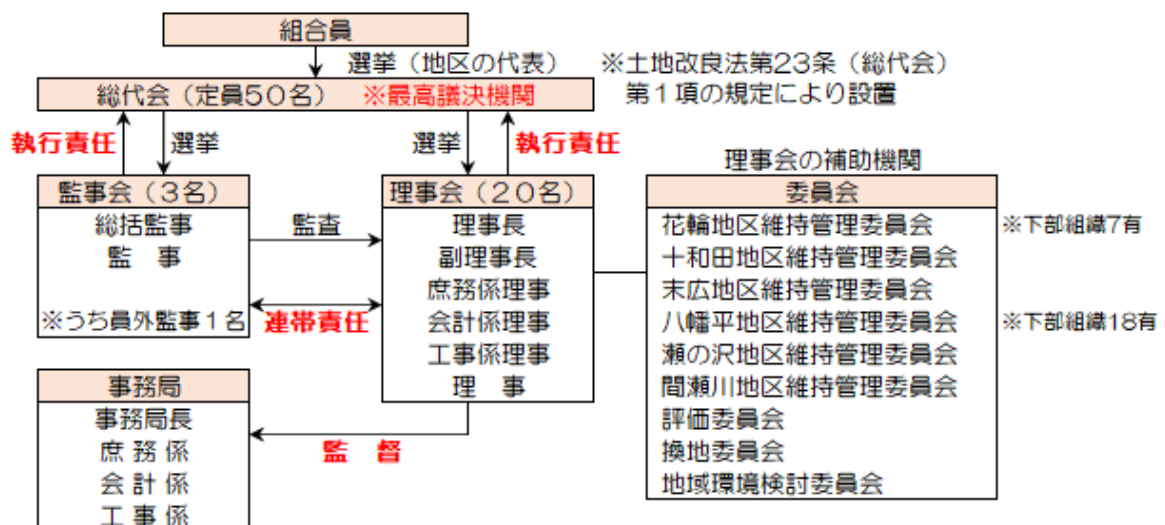 組合員
選挙（地区の代表）
※土地改良法第23条（総代会）
第１項の規定により設置
総代会（定員５０名） ※最高議決機関
執行責任
選挙
選挙
執行責任
監事会（３名）
総括監事
監　事
※うち員外監事１名
監査
連帯責任
理事会（２０名）
理事長
副理事長
庶務係理事
会計係理事
工事係理事
理　事
理事会の補助機関
委員会
花輪地区維持管理委員会
※下部組織7有
十和田地区維持管理委員会
末広地区維持管理委員会
八幡平地区維持管理委員会
※下部組織18有
瀬の沢地区維持管理委員会
間瀬川地区維持管理委員会
評価委員会
換地委員会
地域環境検討委員会
監　督
事務局
事務局長
庶 務 係
会 計 係
工 事 係